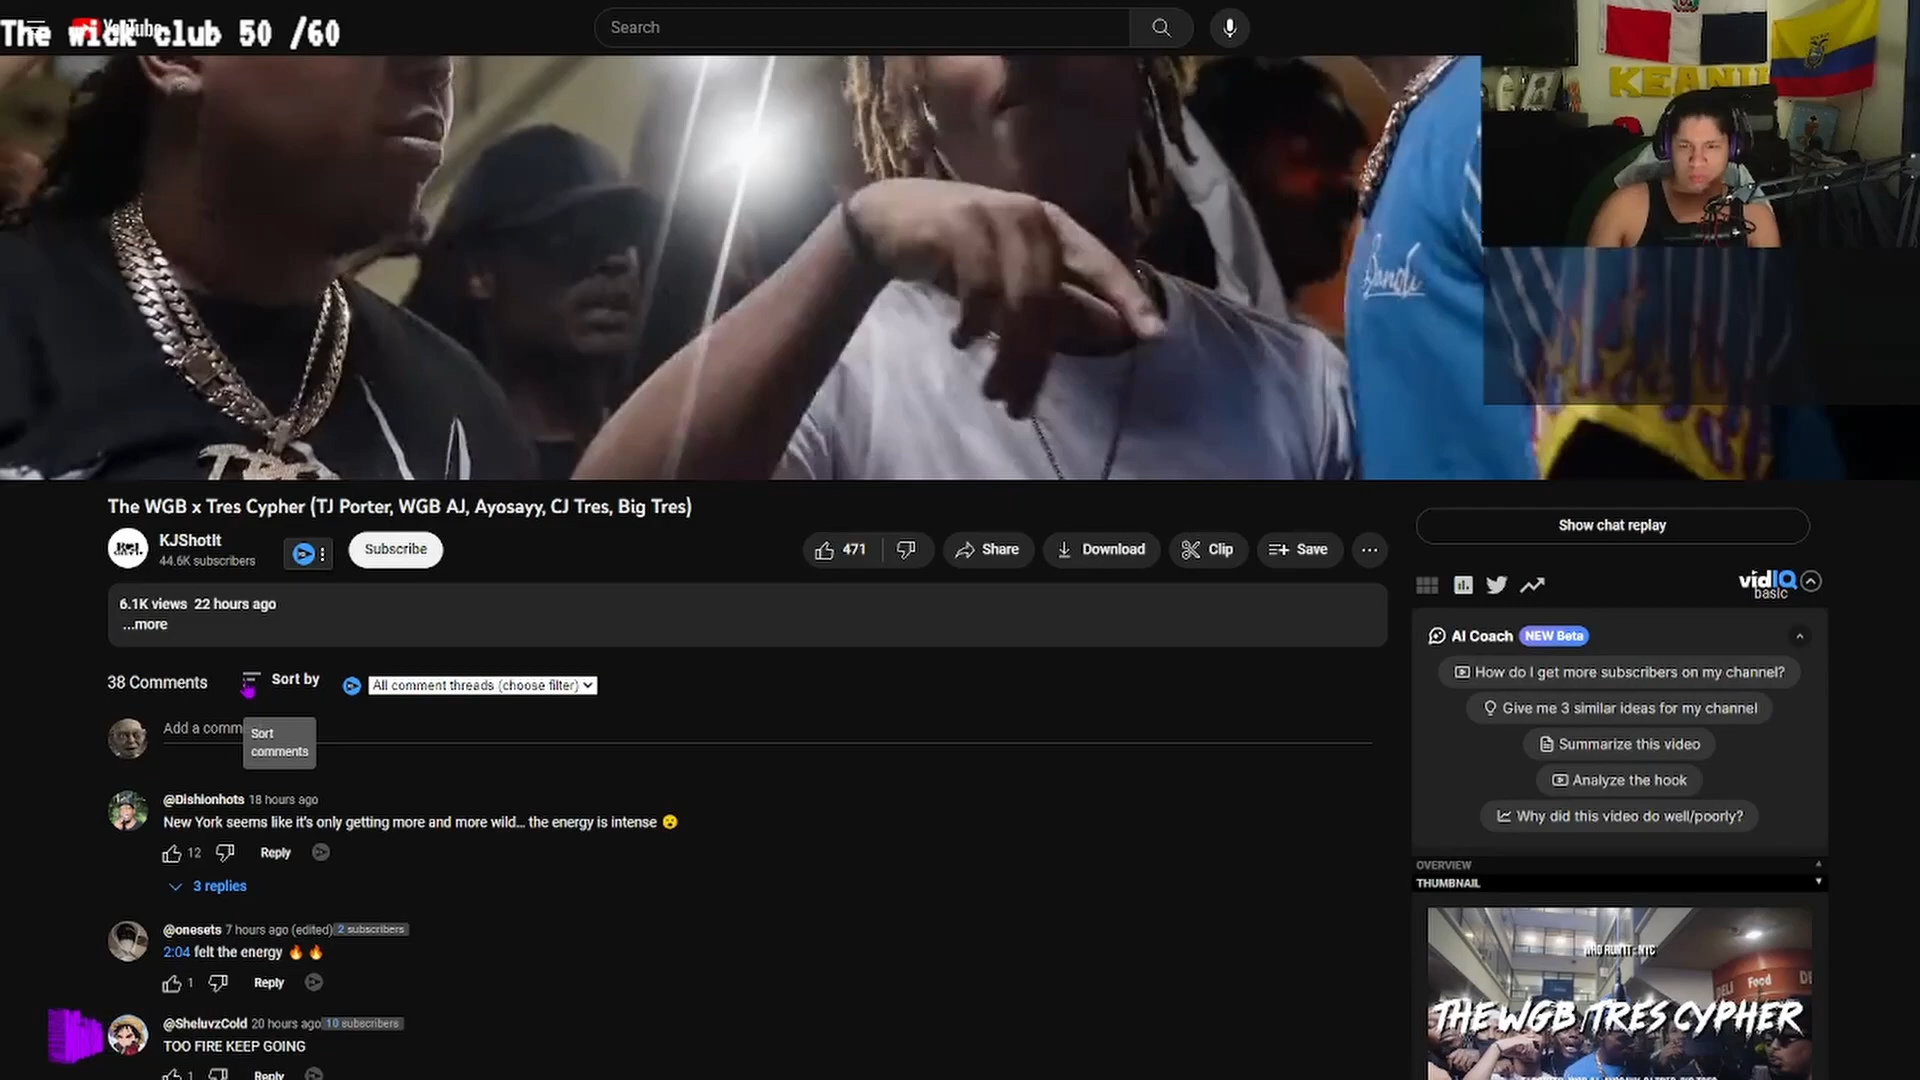 The wick club 50 /60
YouTube
Search
KEANU
Bandi
The WGB x Tres Cypher (TJ Porter, WGB AJ, Ayosayy, CJ Tres, Big Tres)
KJShotIt
44.6K subscribers
Subscribe
471
Share
Download
Clip
Save
Show chat replay
6.1K views 22 hours ago
...more
vidIQ
basic
AI Coach NEW Beta
How do I get more subscribers on my channel?
Give me 3 similar ideas for my channel
Summarize this video
Analyze the hook
Why did this video do well/poorly?
OVERVIEW
THUMBNAIL
38 Comments
Sort by
All comment threads (choose filter)
Add a comm
Sort
comments
@Dishionhots 18 hours ago
New York seems like it's only getting more and more wild... the energy is intense 😮
12
Reply
3 replies
@onesets 7 hours ago (edited) 2 subscribers
2:04 felt the energy 🔥🔥
1
Reply
@SheluvzCold 20 hours ago 10 subscribers
TOO FIRE KEEP GOING
1
Reply
DELI Food DE
THE WGB TRES CYPHER